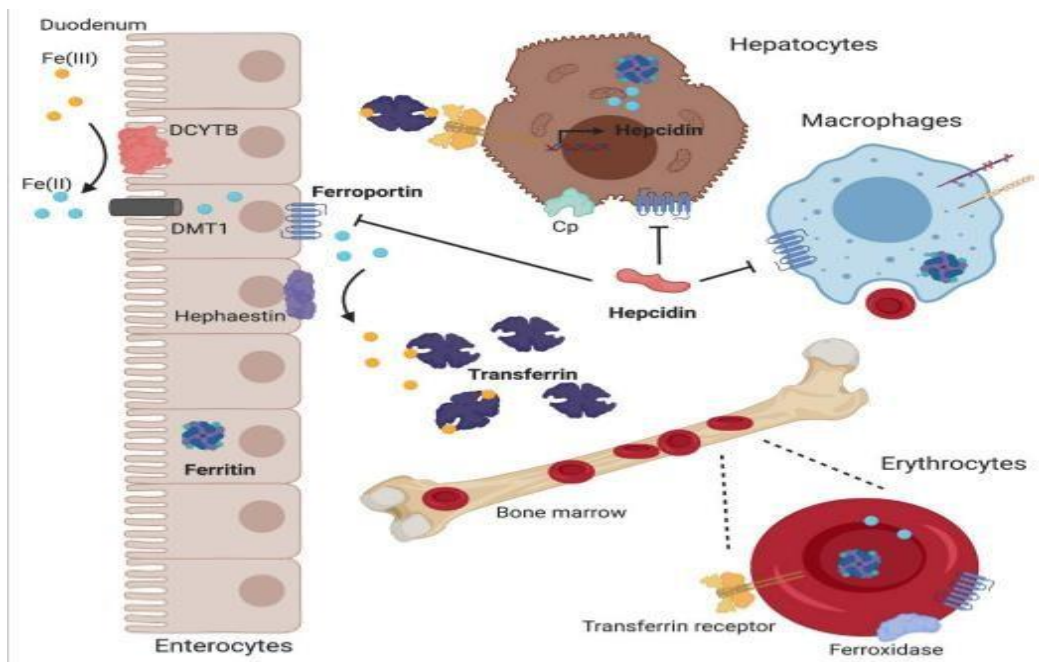 Duodenum
Fe(III)
DCYTB
Fe(II)
DMT1
Ferroportin
Hephaestin
Ferritin
Enterocytes
Hepatocytes
Hepcidin
Cp
Macrophages
Hepcidin
Transferrin
Bone marrow
Erythrocytes
Transferrin receptor
Ferroxidase